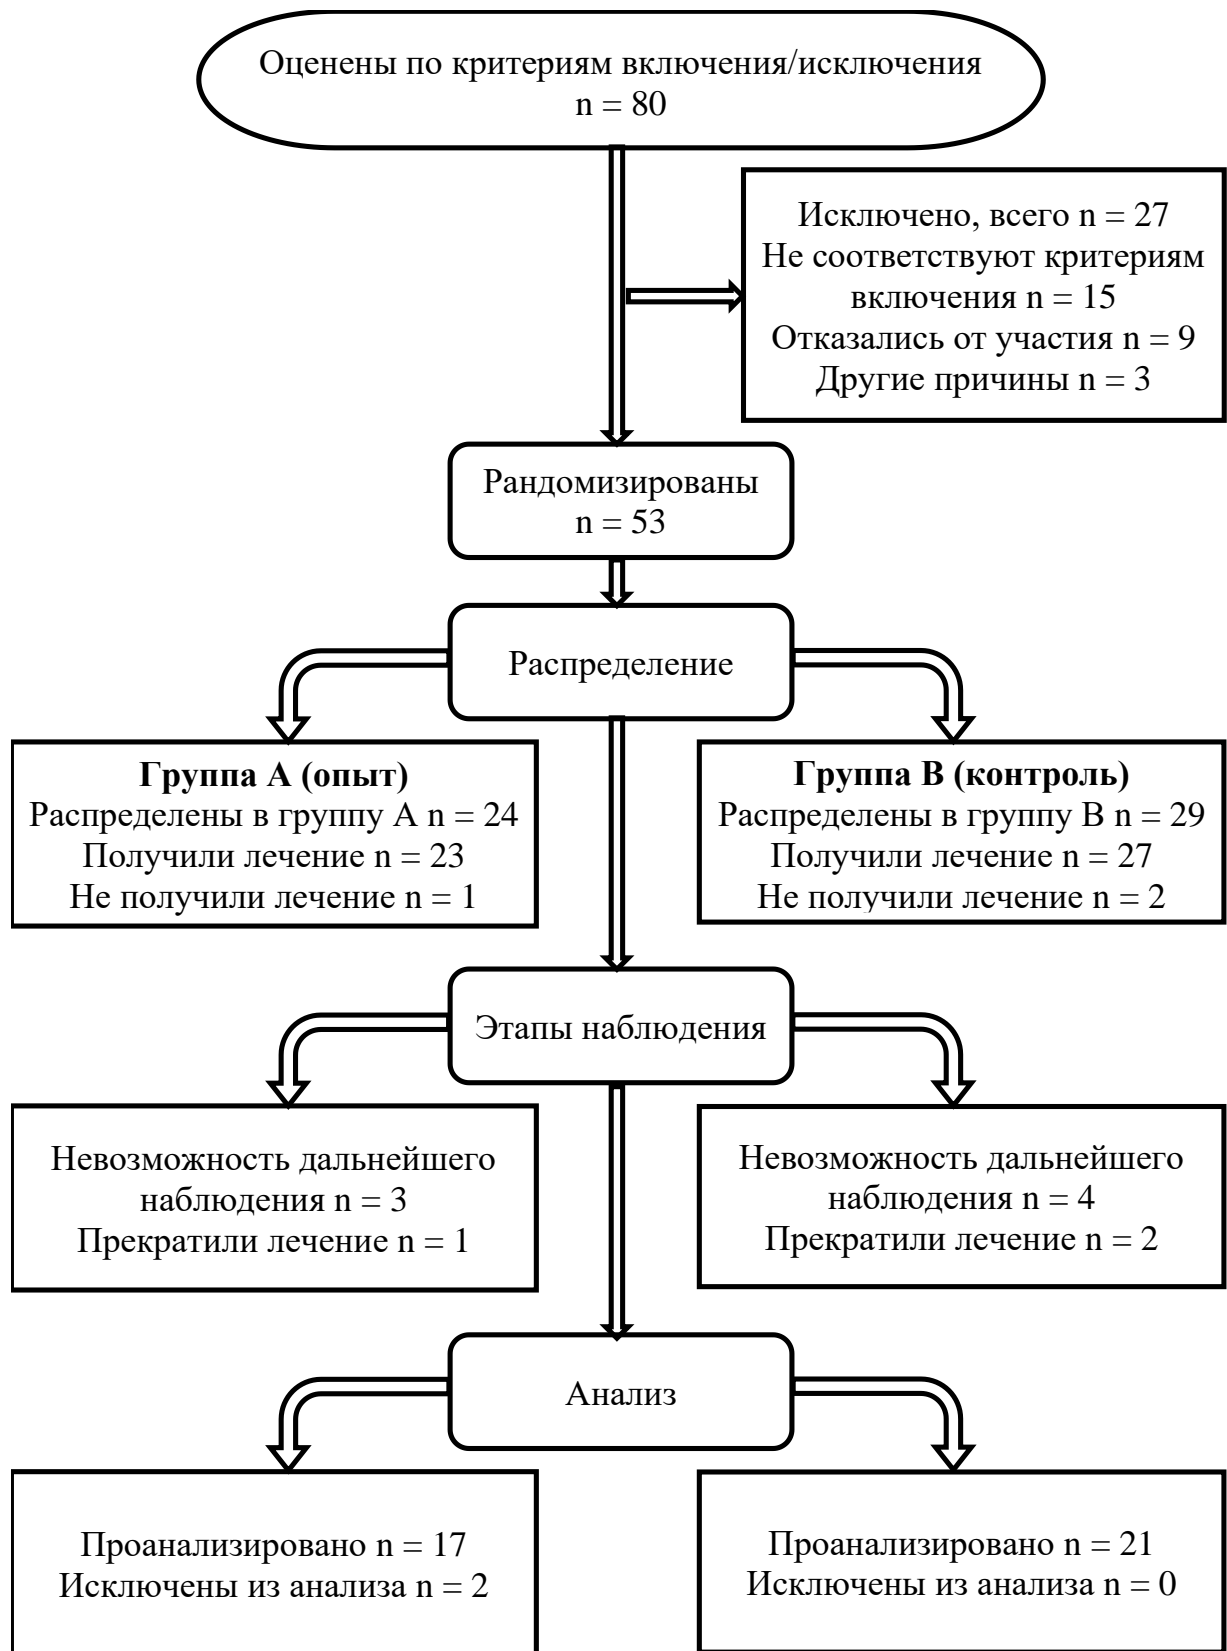 Оценены по критериям включения/исключения
n = 80
Исключено, всего n = 27
Не соответствуют критериям
включения n = 15
Отказались от участия n = 9
Другие причины n = 3
Рандомизированы
n = 53
Распределение
Группа А (опыт)
Распределены в группу А n = 24
Получили лечение n = 23
Не получили лечение n = 1
Группа В (контроль)
Распределены в группу В n = 29
Получили лечение n = 27
Не получили лечение n = 2
Этапы наблюдения
Невозможность дальнейшего
наблюдения n = 3
Прекратили лечение n = 1
Невозможность дальнейшего
наблюдения n = 4
Прекратили лечение n = 2
Анализ
Проанализировано n = 17
Исключены из анализа n = 2
Проанализировано n = 21
Исключены из анализа n = 0